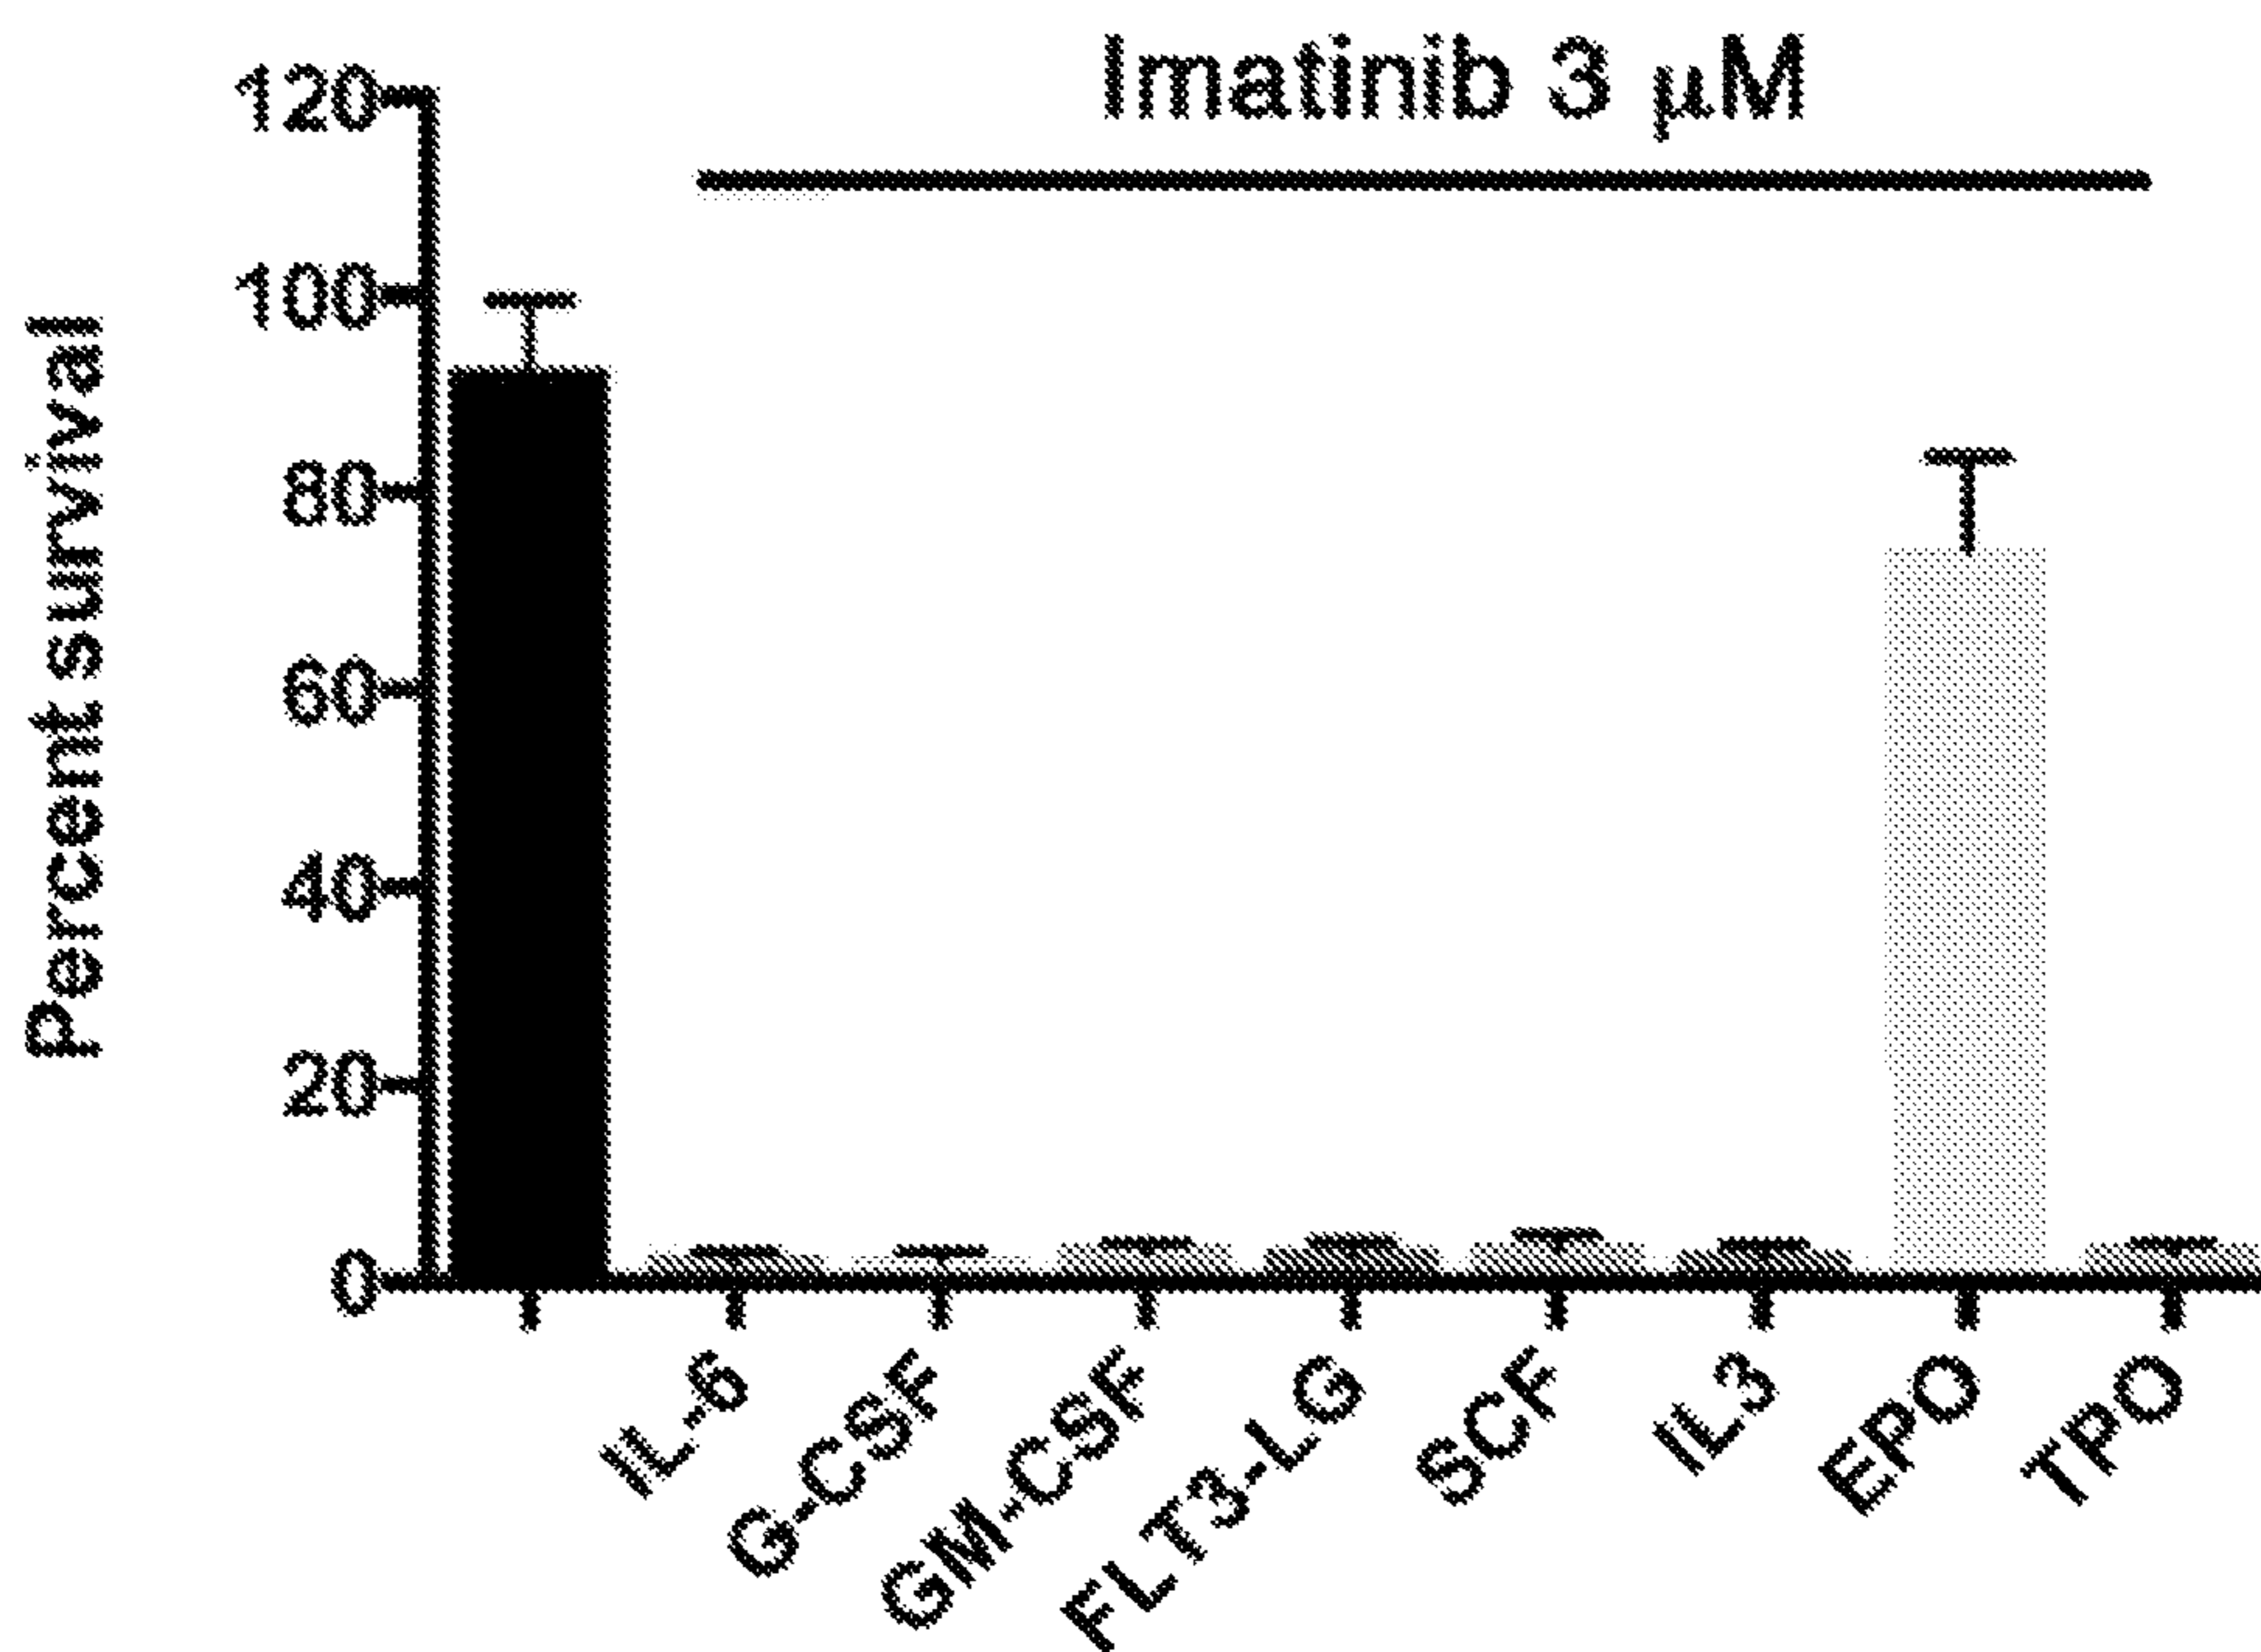 Imatinib 3 μM
Percent survival
120
100
80
60
40
20
0
IL-6
G-CSF
GM-CSF
FLT3-LG
SCF
IL3
EPO
TPO